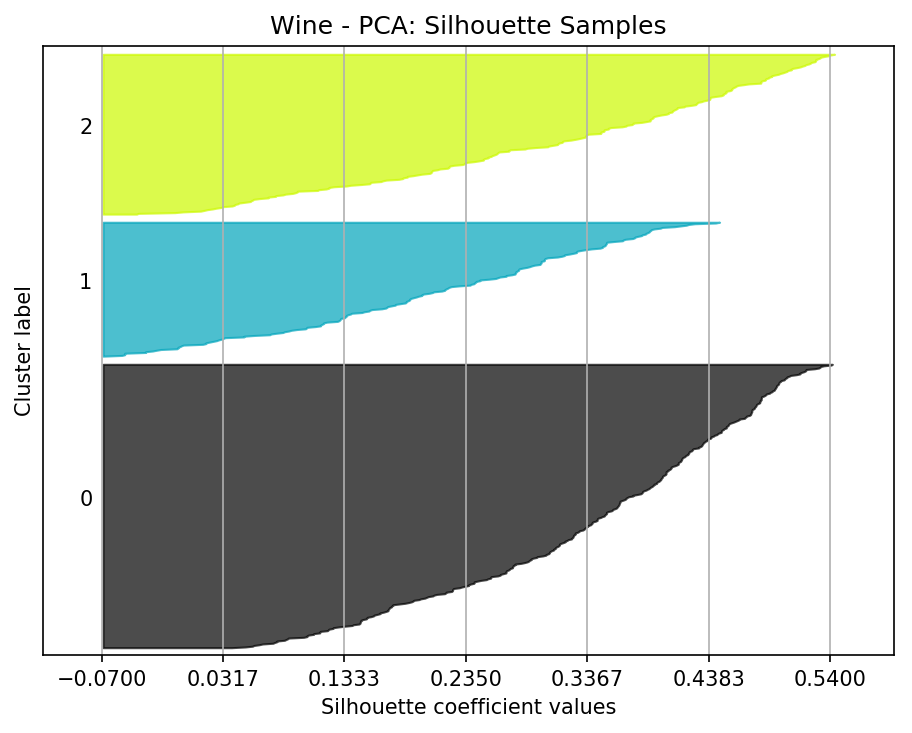 Wine - PCA: Silhouette Samples
2
1
0
Cluster label
−0.0700 0.0317 0.1333 0.2350 0.3367 0.4383 0.5400
Silhouette coefficient values